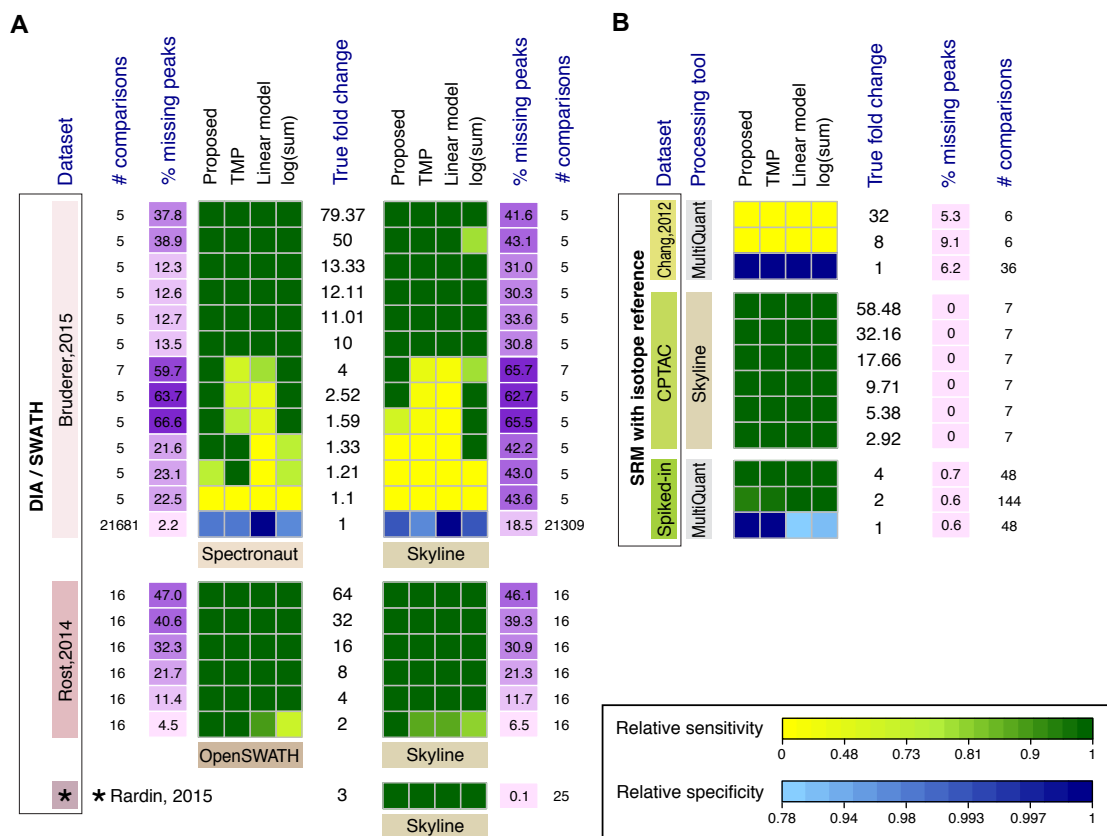 A
Dataset # comparisons % missing peaks Proposed TMP Linear model log(sum) True fold change Proposed TMP Linear model log(sum) % missing peaks # comparisons
DIA / SWATH
Bruderer,2015
5 37.8 79.37 41.6 5
5 38.9 50 43.1 5
5 12.3 13.33 31.0 5
5 12.6 12.11 30.3 5
5 12.7 11.01 33.6 5
5 13.5 10 30.8 5
7 59.7 4 65.7 7
5 63.7 2.52 62.7 5
5 66.6 1.59 65.5 5
5 21.6 1.33 42.2 5
5 23.1 1.21 43.0 5
5 22.5 1.1 43.6 5
21681 2.2 1 18.5 21309
Spectronaut Skyline
Rost,2014
16 47.0 64 46.1 16
16 40.6 32 39.3 16
16 32.3 16 30.9 16
16 21.7 8 21.3 16
16 11.4 4 11.7 16
16 4.5 2 6.5 16
OpenSWATH Skyline
* * Rardin, 2015 3 0.1 25
Skyline
B
Dataset Processing tool Proposed TMP Linear model log(sum) True fold change % missing peaks # comparisons
SRM with isotope reference
Chang,2012 MultiQuant
32 5.3 6
8 9.1 6
1 6.2 36
CPTAC Skyline
58.48 0 7
32.16 0 7
17.66 0 7
9.71 0 7
5.38 0 7
2.92 0 7
Spiked-in MultiQuant
4 0.7 48
2 0.6 144
1 0.6 48
Relative sensitivity
0 0.48 0.73 0.81 0.9 1
Relative specificity
0.78 0.94 0.98 0.993 0.997 1